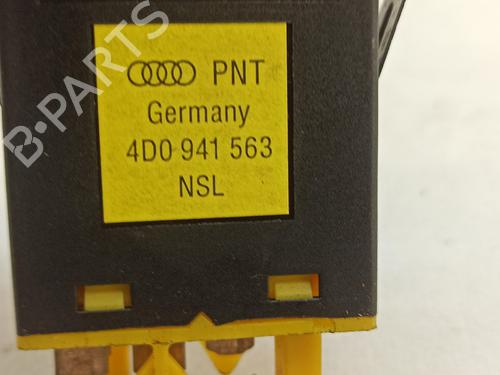 B-PARTS
PNT
Germany
4D0 941 563
NSL